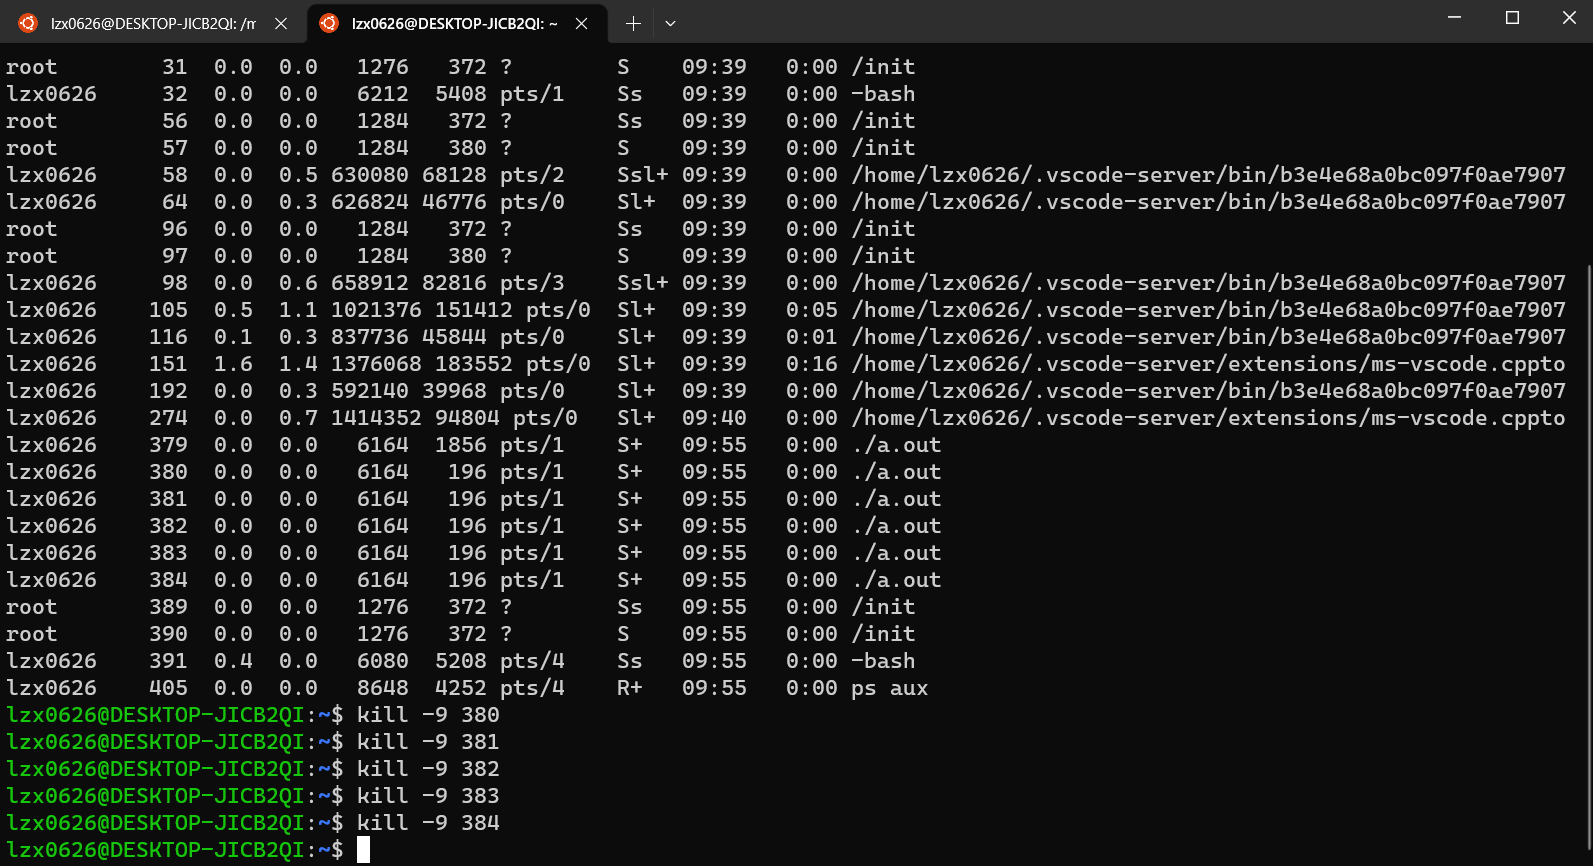 lzx0626@DESKTOP-JICB2QI: /m lzx0626@DESKTOP-JICB2QI: ~
root 31 0.0 0.0 1276 372 ? S 09:39 0:00 /init
lzx0626 32 0.0 0.0 6212 5408 pts/1 Ss 09:39 0:00 -bash
root 56 0.0 0.0 1284 372 ? Ss 09:39 0:00 /init
root 57 0.0 0.0 1284 380 ? S 09:39 0:00 /init
lzx0626 58 0.0 0.5 630080 68128 pts/2 Ssl+ 09:39 0:00 /home/lzx0626/.vscode-server/bin/b3e4e68a0bc097f0ae7907
lzx0626 64 0.0 0.3 626824 46776 pts/0 Sl+ 09:39 0:00 /home/lzx0626/.vscode-server/bin/b3e4e68a0bc097f0ae7907
root 96 0.0 0.0 1284 372 ? Ss 09:39 0:00 /init
root 97 0.0 0.0 1284 380 ? S 09:39 0:00 /init
lzx0626 98 0.0 0.6 658912 82816 pts/3 Ssl+ 09:39 0:00 /home/lzx0626/.vscode-server/bin/b3e4e68a0bc097f0ae7907
lzx0626 105 0.5 1.1 1021376 151412 pts/0 Sl+ 09:39 0:05 /home/lzx0626/.vscode-server/bin/b3e4e68a0bc097f0ae7907
lzx0626 116 0.1 0.3 837736 45844 pts/0 Sl+ 09:39 0:01 /home/lzx0626/.vscode-server/bin/b3e4e68a0bc097f0ae7907
lzx0626 151 1.6 1.4 1376068 183552 pts/0 Sl+ 09:39 0:16 /home/lzx0626/.vscode-server/extensions/ms-vscode.cppto
lzx0626 192 0.0 0.3 592140 39968 pts/0 Sl+ 09:39 0:00 /home/lzx0626/.vscode-server/bin/b3e4e68a0bc097f0ae7907
lzx0626 274 0.0 0.7 1414352 94804 pts/0 Sl+ 09:40 0:00 /home/lzx0626/.vscode-server/extensions/ms-vscode.cppto
lzx0626 379 0.0 0.0 6164 1856 pts/1 S+ 09:55 0:00 ./a.out
lzx0626 380 0.0 0.0 6164 196 pts/1 S+ 09:55 0:00 ./a.out
lzx0626 381 0.0 0.0 6164 196 pts/1 S+ 09:55 0:00 ./a.out
lzx0626 382 0.0 0.0 6164 196 pts/1 S+ 09:55 0:00 ./a.out
lzx0626 383 0.0 0.0 6164 196 pts/1 S+ 09:55 0:00 ./a.out
lzx0626 384 0.0 0.0 6164 196 pts/1 S+ 09:55 0:00 ./a.out
root 389 0.0 0.0 1276 372 ? Ss 09:55 0:00 /init
root 390 0.0 0.0 1276 372 ? S 09:55 0:00 /init
lzx0626 391 0.4 0.0 6080 5208 pts/4 Ss 09:55 0:00 -bash
lzx0626 405 0.0 0.0 8648 4252 pts/4 R+ 09:55 0:00 ps aux
lzx0626@DESKTOP-JICB2QI:~$ kill -9 380
lzx0626@DESKTOP-JICB2QI:~$ kill -9 381
lzx0626@DESKTOP-JICB2QI:~$ kill -9 382
lzx0626@DESKTOP-JICB2QI:~$ kill -9 383
lzx0626@DESKTOP-JICB2QI:~$ kill -9 384
lzx0626@DESKTOP-JICB2QI:~$